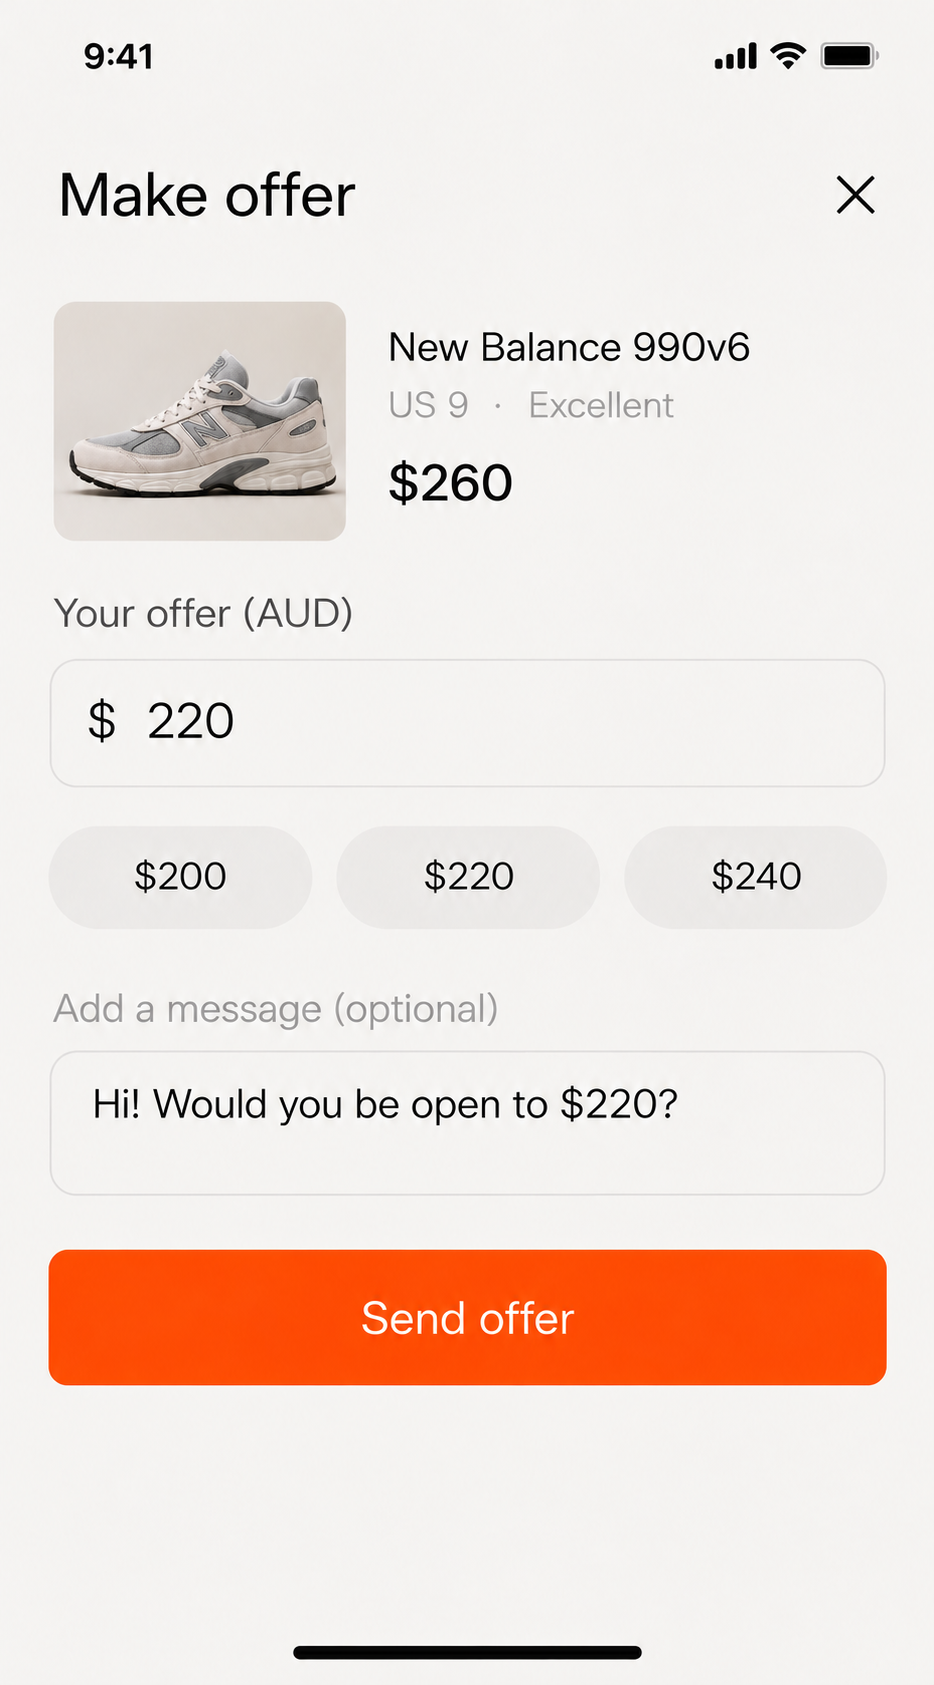 9:41
Make offer
N
New Balance 990v6
US 9 · Excellent
$260
Your offer (AUD)
$ 220
$200 $220 $240
Add a message (optional)
Hi! Would you be open to $220?
Send offer